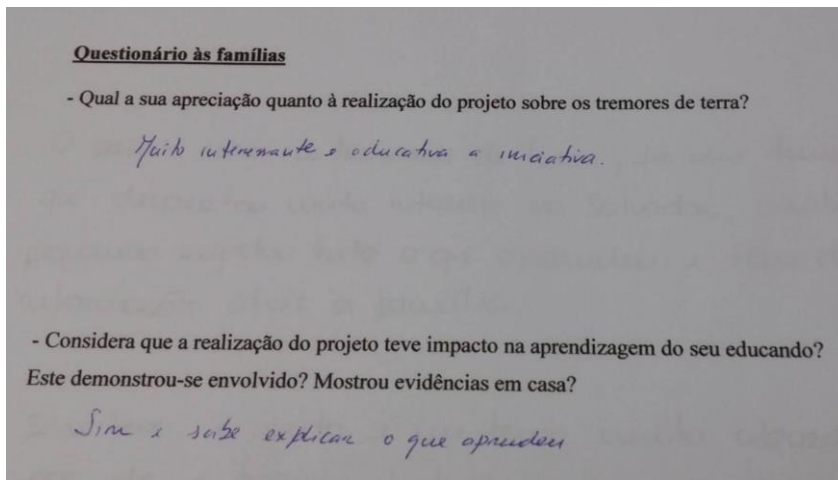 Questionário às famílias
- Qual a sua apreciação quanto à realização do projeto sobre os tremores de terra?
Muito interessante e educativa a iniciativa.
- Considera que a realização do projeto teve impacto na aprendizagem do seu educando?
Este demonstrou-se envolvido? Mostrou evidências em casa?
Sim e sabe explicar o que aprendeu